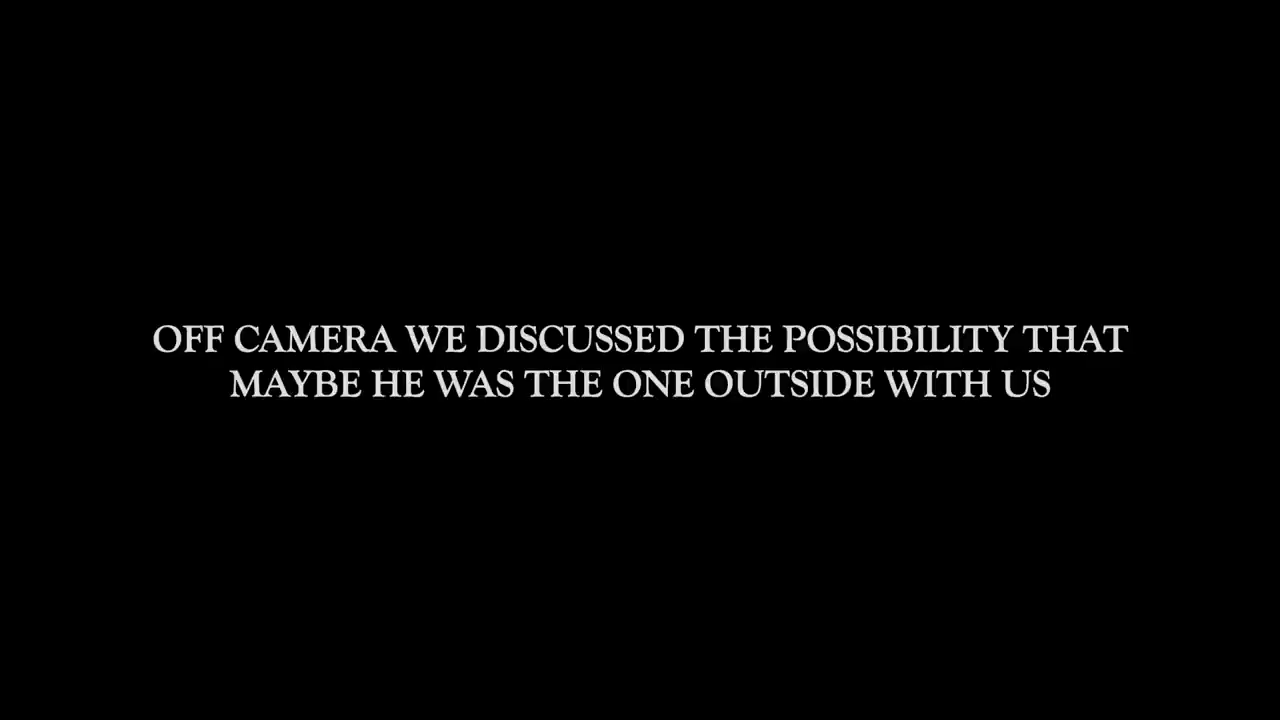 OFF CAMERA WE DISCUSSED THE POSSIBILITY THAT
MAYBE HE WAS THE ONE OUTSIDE WITH US